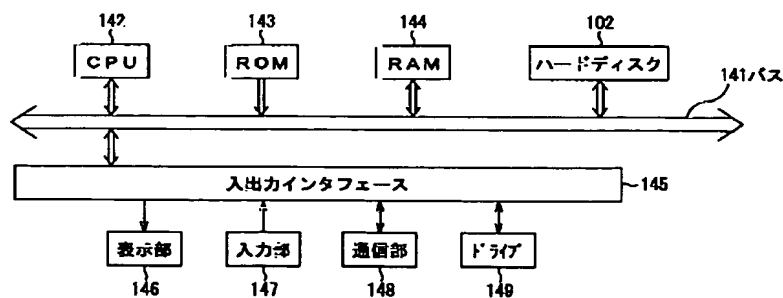 142 143 144 102
CPU ROM RAM ハードディスク
141バス
入出力インタフェース 145
表示部 入力部 通信部 ドライブ
146 147 148 149